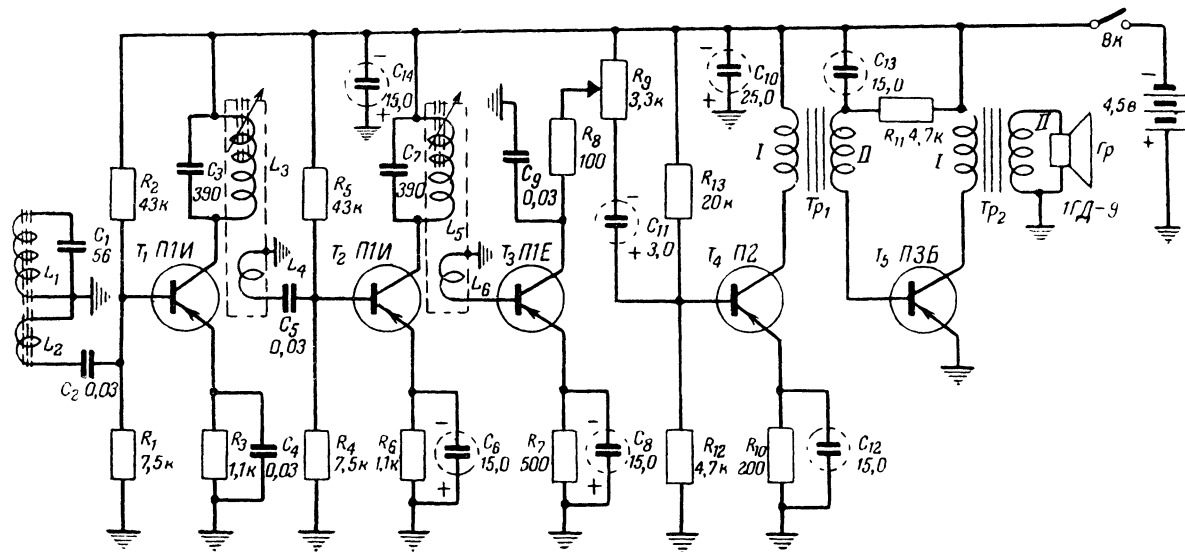 Вк
C14
15,0
R9
3,3к
C10
25,0
C13
15,0
4,5в
R11 4,7к
C3
390
L3
C7
390
R8
100
I
II
I
II
Гр
R2
43к
R5
43к
C9
0,03
R13
20к
Тр1
Тр2
1ГД-9
C1
56
L1
T1 П1И
L4
T2 П1И
L5
L6
T3 П1Е
C11
3,0
T4 П2
T5 П3Б
L2
C2 0,03
C5
0,03
R1
7,5к
R3
1,1к
C4
0,03
R4
7,5к
R6
1,1к
C6
15,0
R7
500
C8
15,0
R12
4,7к
R10
200
C12
15,0